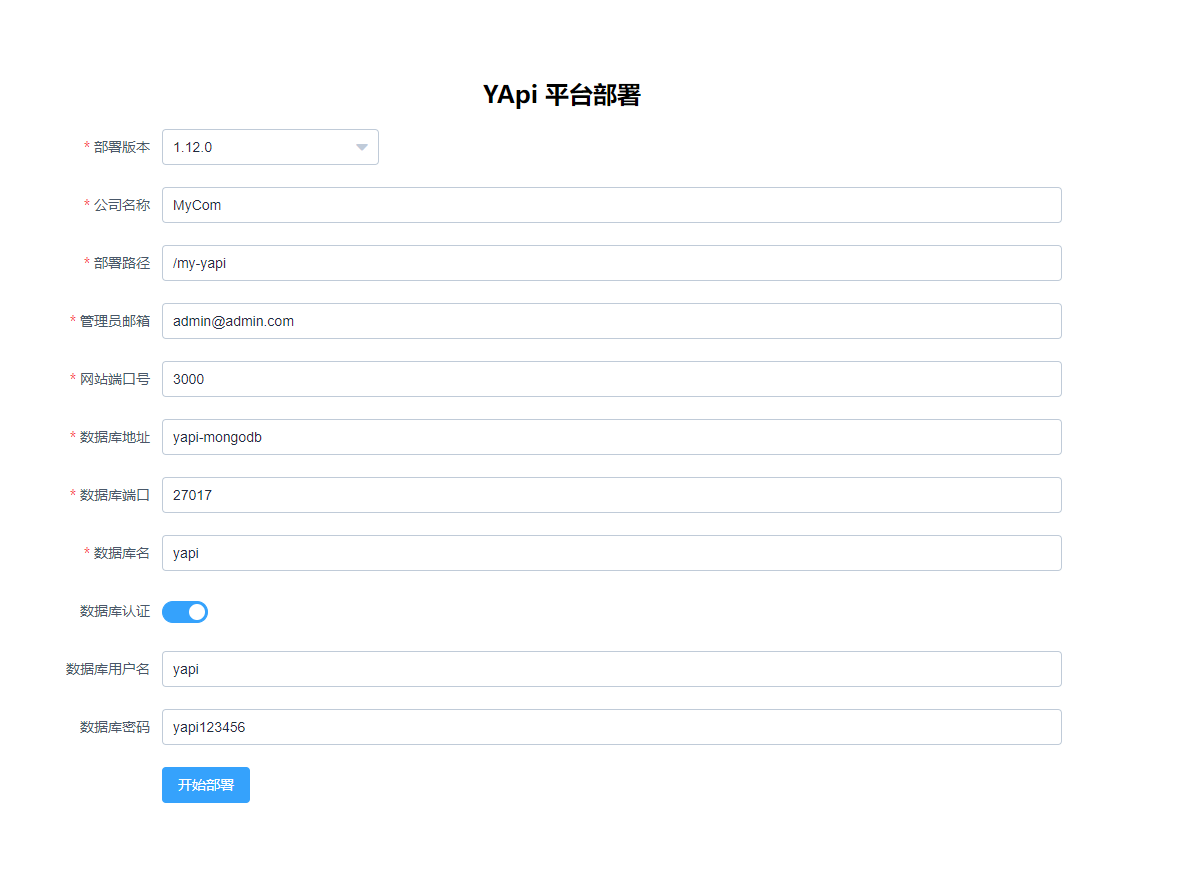 YApi 平台部署
* 部署版本 1.12.0
* 公司名称 MyCom
* 部署路径 /my-yapi
* 管理员邮箱 admin@admin.com
* 网站端口号 3000
* 数据库地址 yapi-mongodb
* 数据库端口 27017
* 数据库名 yapi
数据库认证
数据库用户名 yapi
数据库密码 yapi123456
开始部署